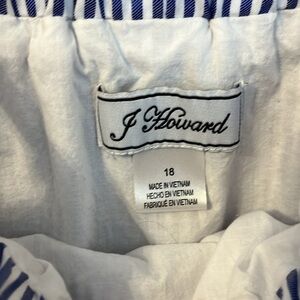 J Howard
18
MADE IN VIETNAM
HECHO EN VIETNAM
FABRIQUÉ EN VIETNAM